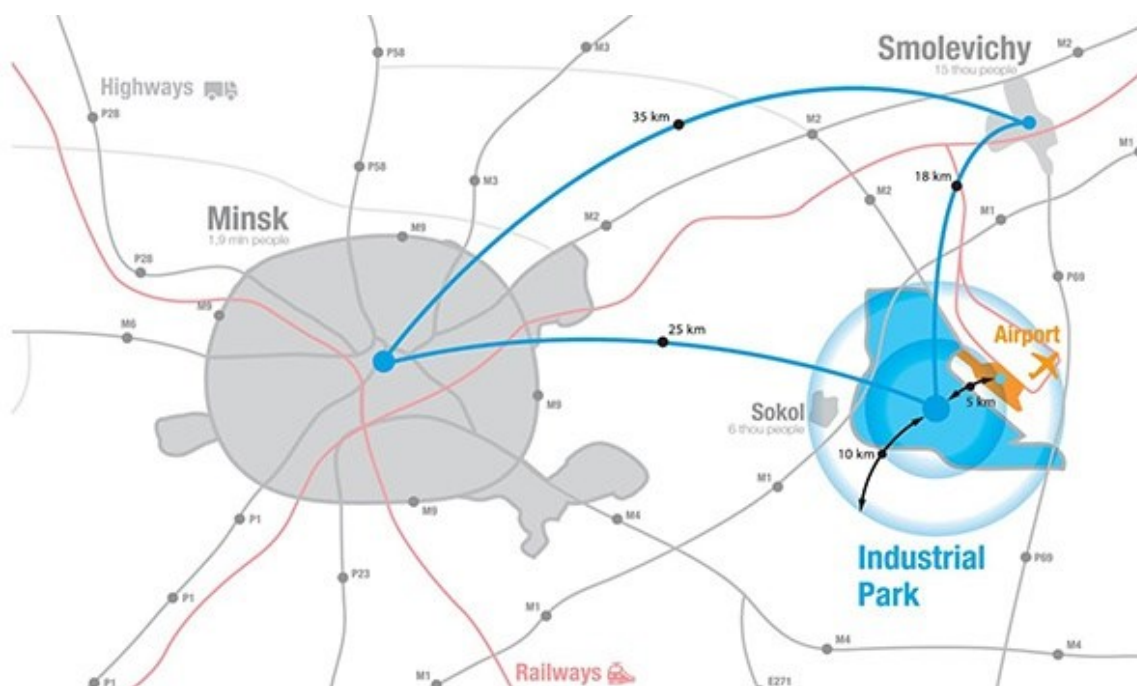 M3
P58
Smolevichy
15 thou people
M2
Highways
P28
35 km
M2
M1
P58
M3
18 km
M2
Minsk
1,9 mln people
M2
M9
M1
P28
P69
M9
M6
25 km
Airport
5 km
M9
Sokol
6 thou people
10 km
M1
M9
M4
P1
Industrial
Park
P69
P23
P1
M1
M4
M4
Railways
M1
P1
E271